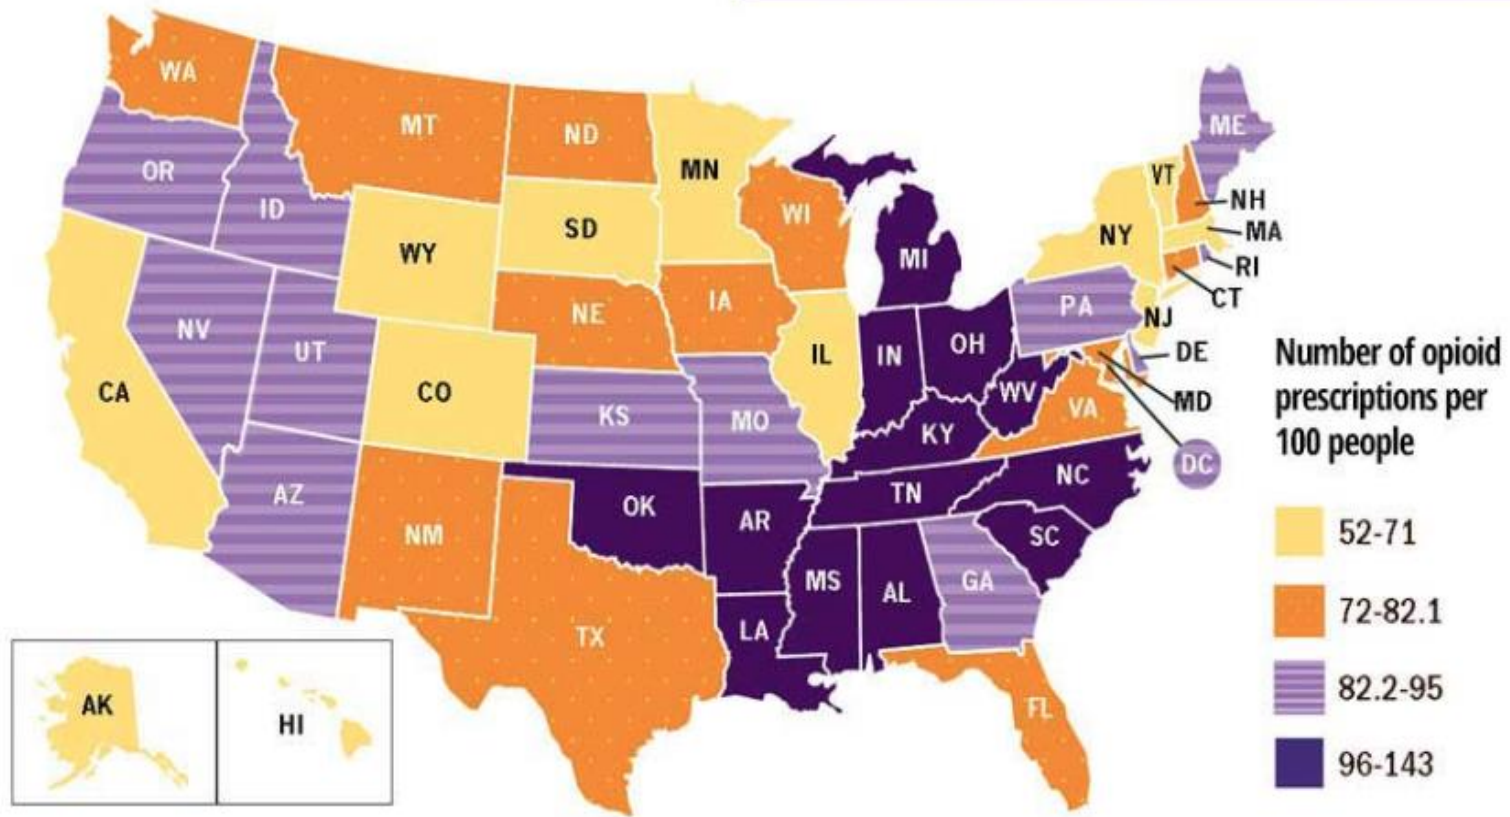 WA
MT
ND
MN
OR
ID
WY
SD
WI
MI
ME
VT
NH
NY
MA
RI
CT
NV
UT
CO
NE
IA
IL
IN
OH
PA
NJ
DE
MD
CA
KS
MO
KY
WV
VA
DC
AZ
NM
OK
AR
TN
NC
SC
TX
LA
MS
AL
GA
FL
AK
HI
Number of opioid
prescriptions per
100 people
52-71
72-82.1
82.2-95
96-143